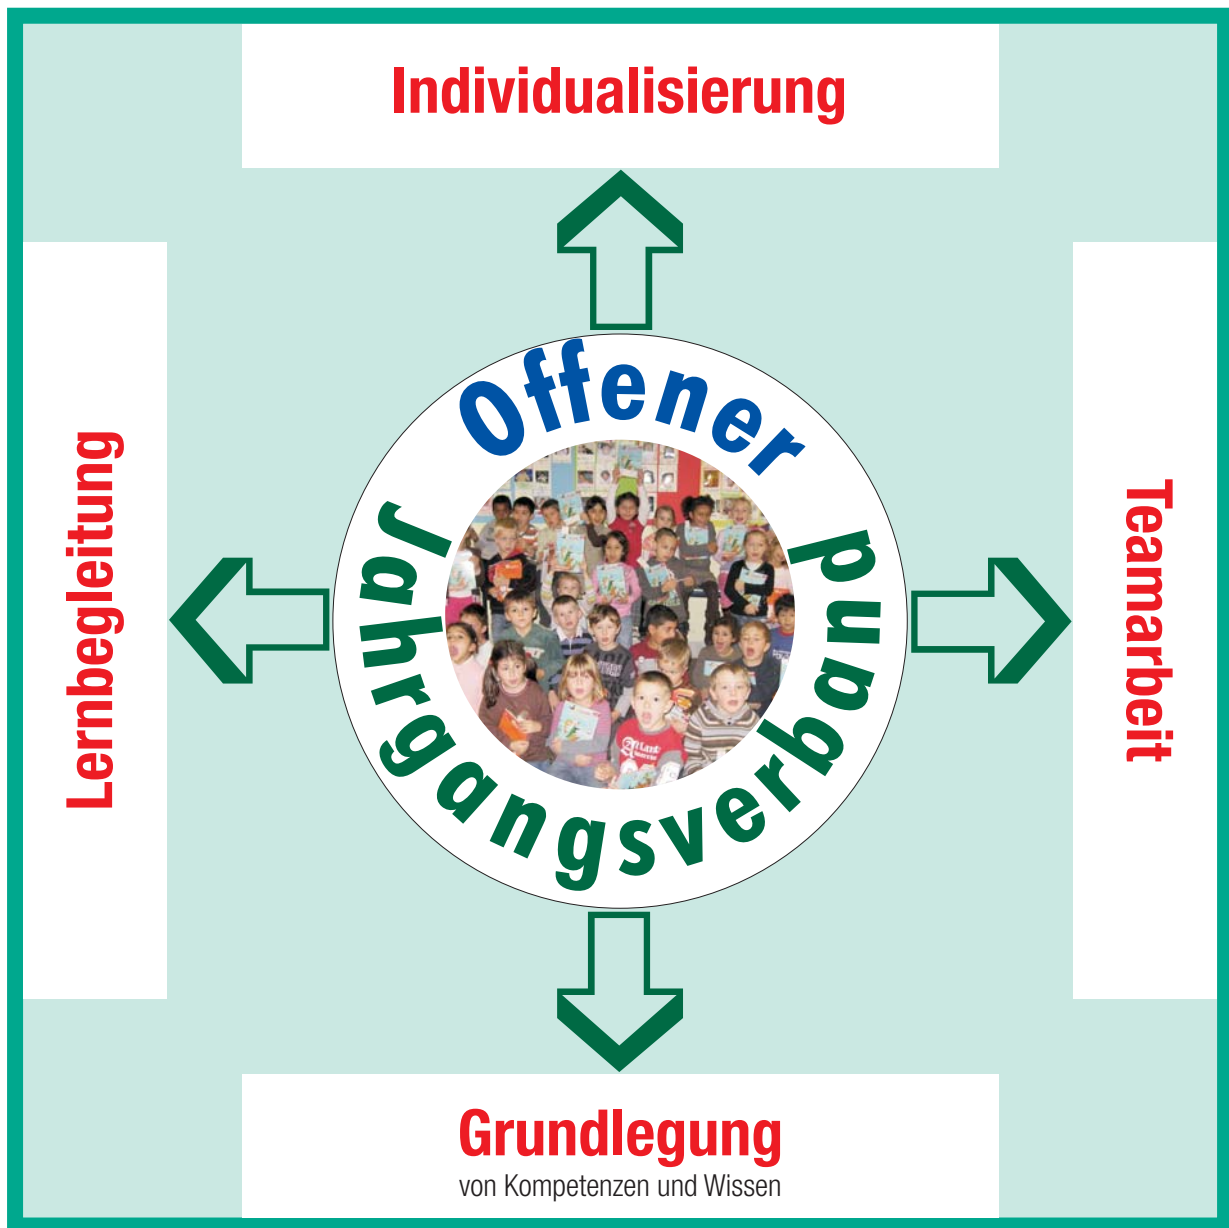 Individualisierung
Lernbegleitung
Offener
Jahrgangsverband
Teamarbeit
Grundlegung
von Kompetenzen und Wissen